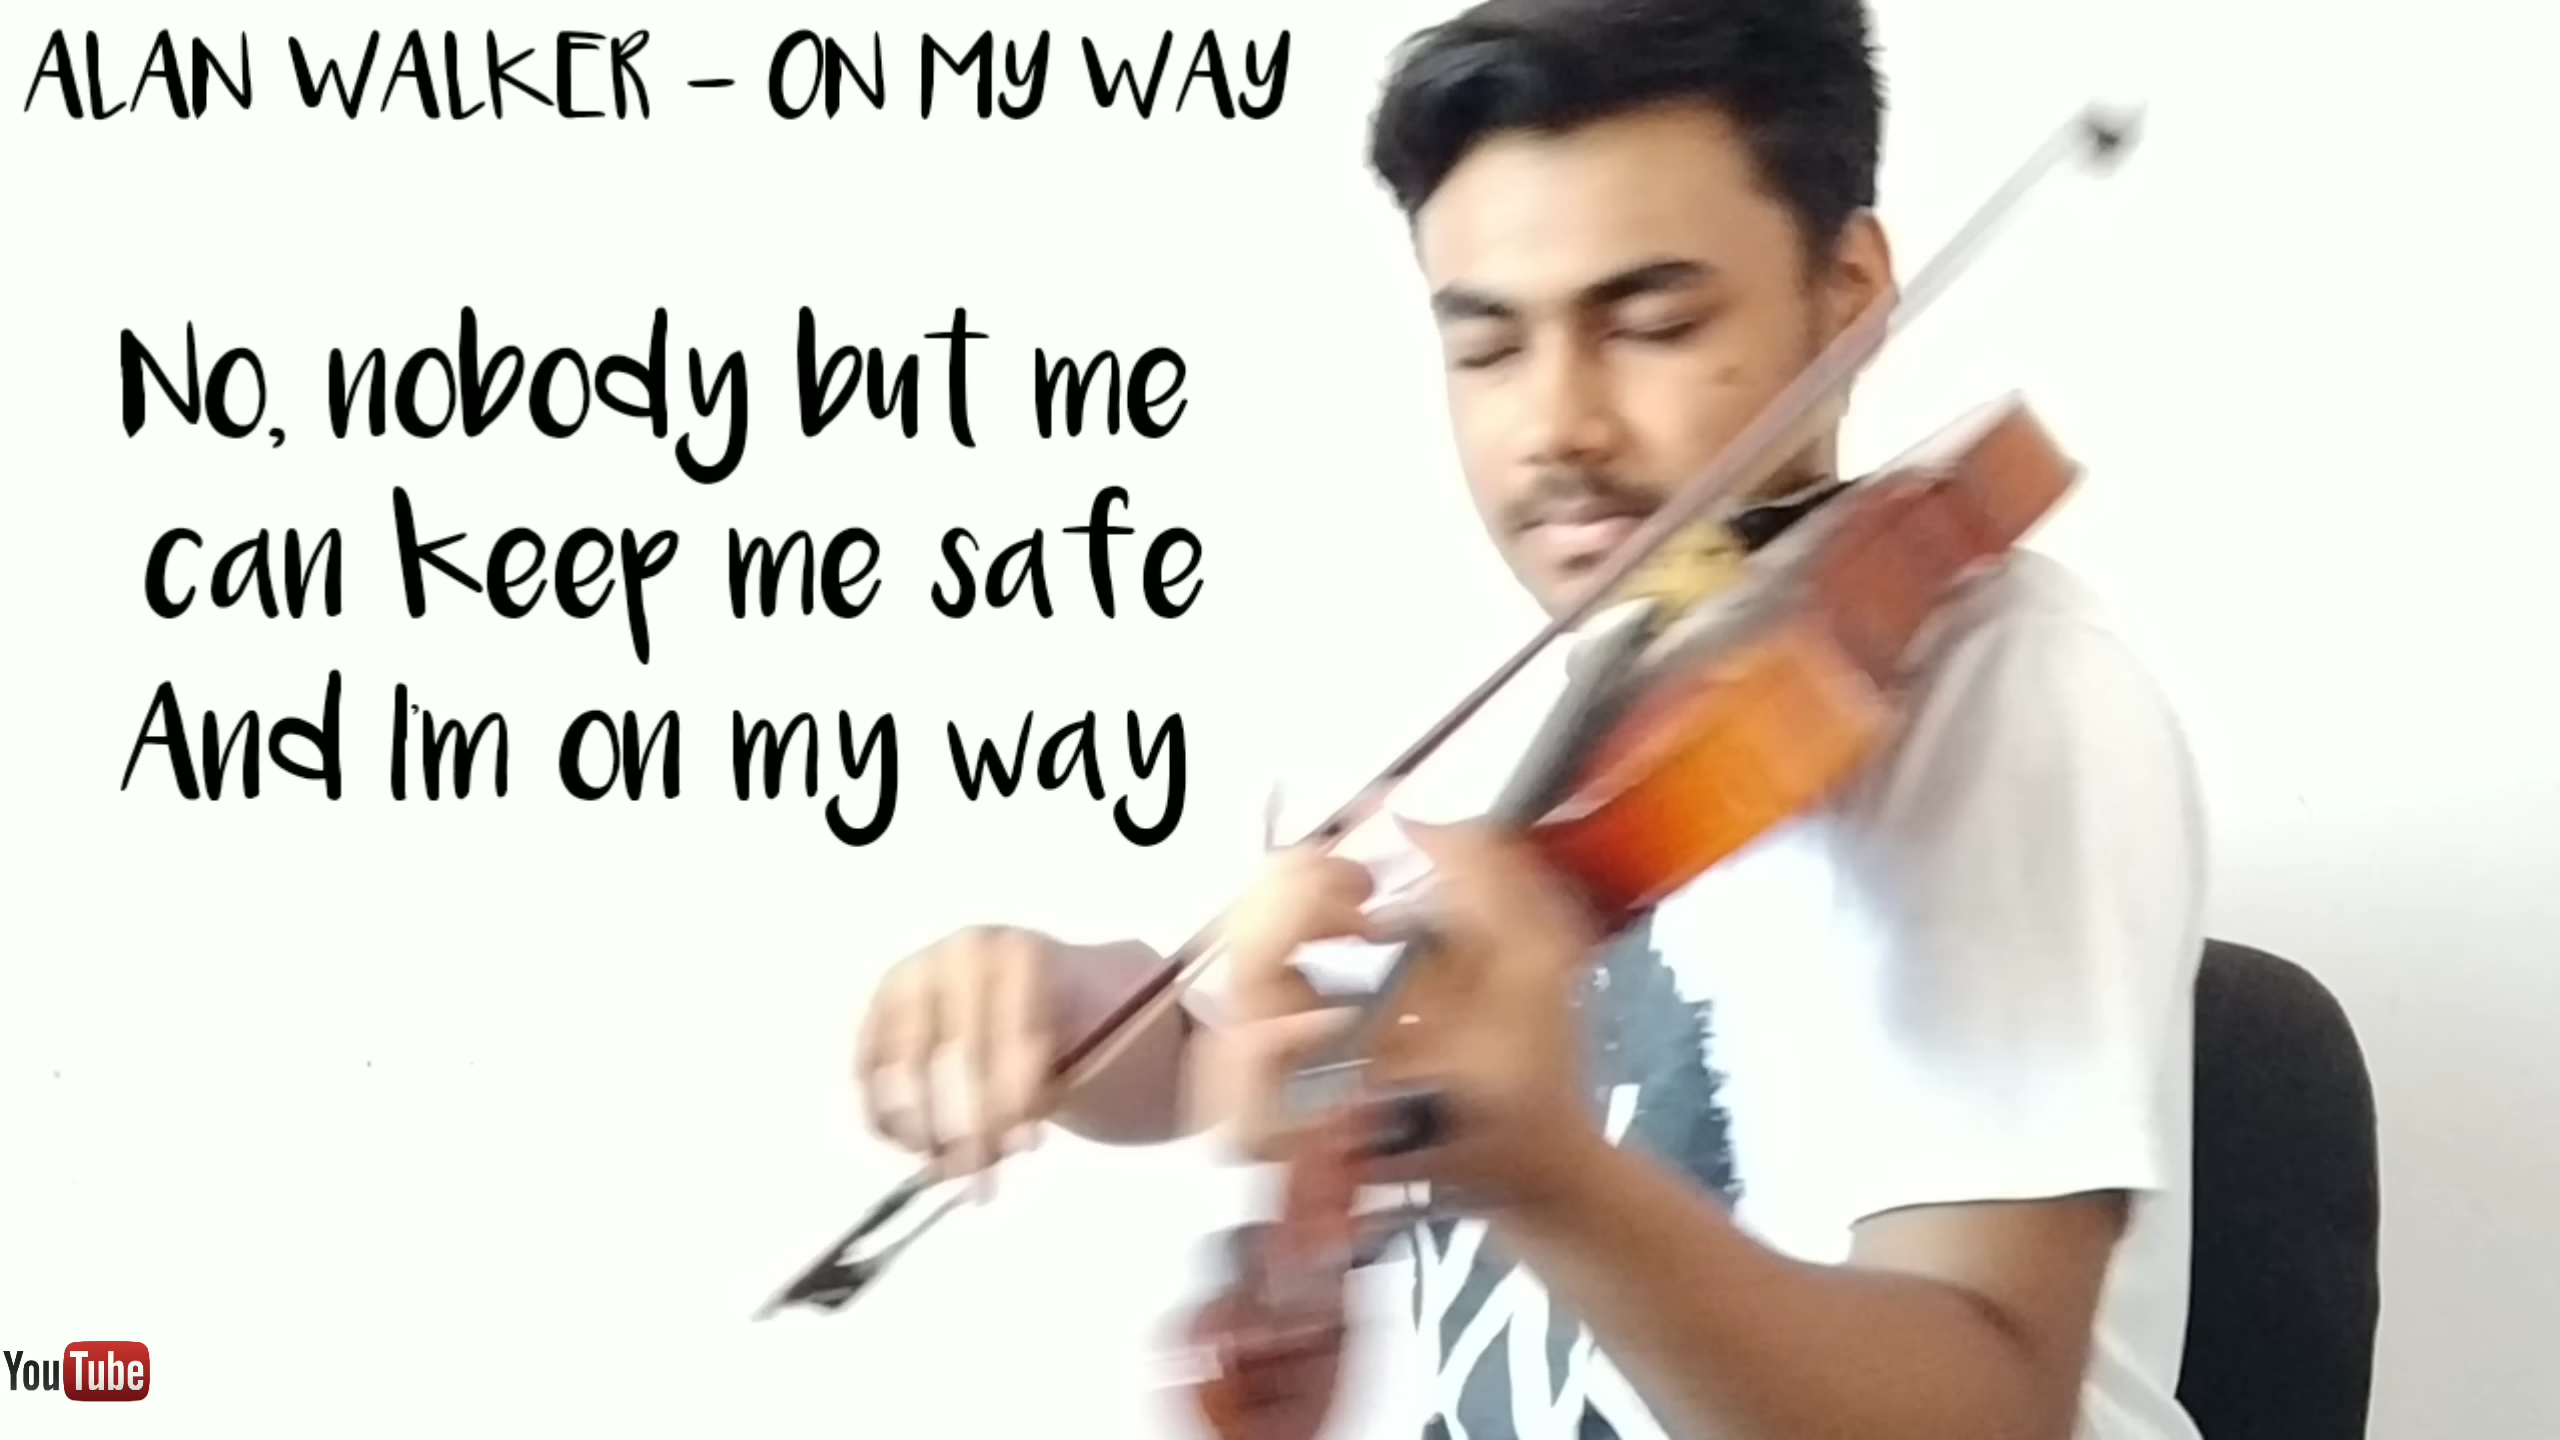 ALAN WALKER - ON MY WAY
No, nobody but me
can keep me safe
And I'm on my way
YouTube